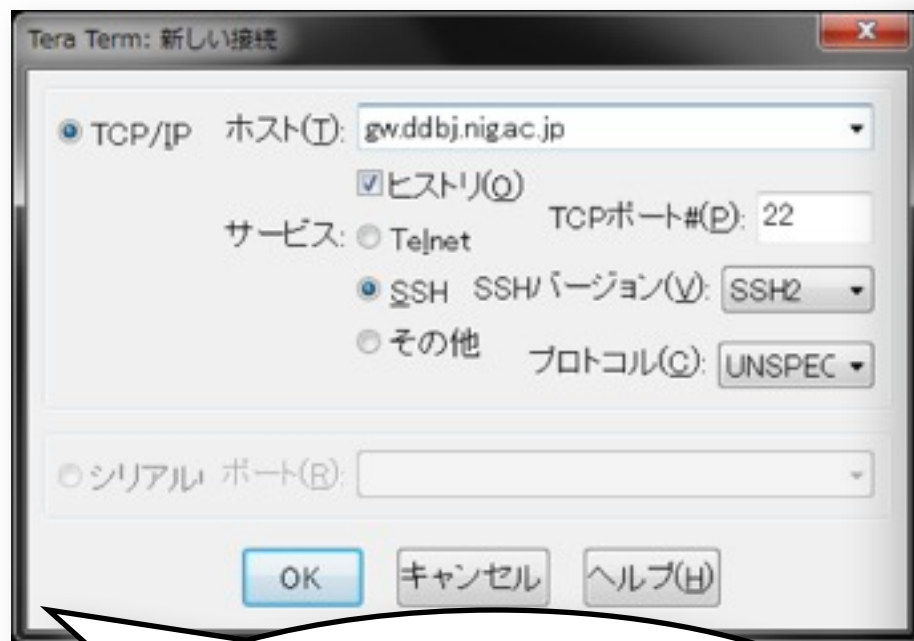 Tera Term: 新しい接続
TCP/IP ホスト(T): gw.ddbj.nig.ac.jp
ヒストリ(O)
サービス: Telnet TCPポート#(P): 22
SSH SSHバージョン(V): SSH2
その他 プロトコル(C): UNSPEC
シリアル ポート(R):
OK キャンセル ヘルプ(H)